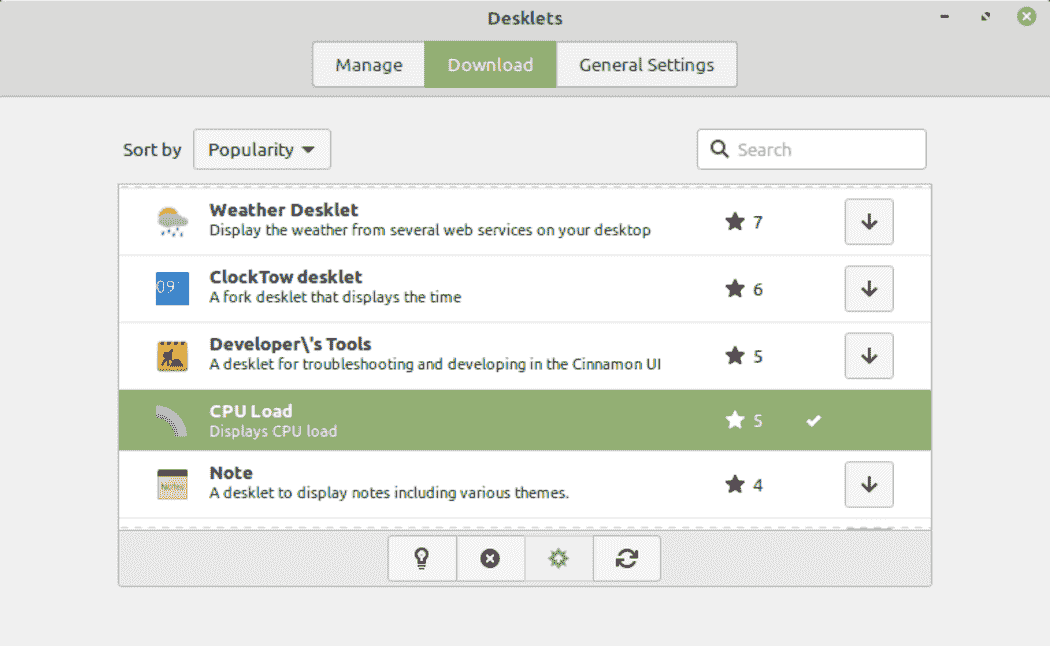 Desklets
Manage Download General Settings
Sort by Popularity Search
Weather Desklet
Display the weather from several web services on your desktop
7
09
ClockTow desklet
A fork desklet that displays the time
6
Developer\'s Tools
A desklet for troubleshooting and developing in the Cinnamon UI
5
CPU Load
Displays CPU load
5
Notes
Note
A desklet to display notes including various themes.
4